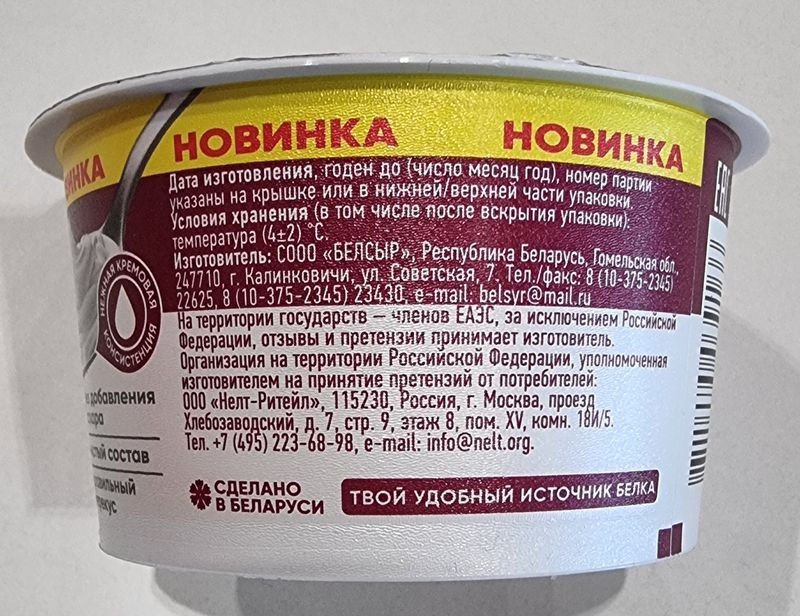 НОВИНКА НОВИНКА
Дата изготовления, годен до (число месяц год), номер партии
указаны на крышке или в нижней/верхней части упаковки.
Условия хранения (в том числе после вскрытия упаковки):
температура (4±2) °С.
Изготовитель: СООО «БЕЛСЫР», Республика Беларусь, Гомельская обл.,
247710, г. Калинковичи, ул. Советская, 7. Тел./факс: 8 (10-375-2345)
22625, 8 (10-375-2345) 23430, e-mail: belsyr@mail.ru
На территории государств – членов ЕАЭС, за исключением Российской
Федерации, отзывы и претензии принимает изготовитель.
Организация на территории Российской Федерации, уполномоченная
изготовителем на принятие претензий от потребителей:
ООО «Нелт-Ритейл», 115230, Россия, г. Москва, проезд
Хлебозаводский, д. 7, стр. 9, этаж 8, пом. XV, комн. 18И/5.
Тел. +7 (495) 223-68-98, e-mail: info@nelt.org.
СДЕЛАНО
В БЕЛАРУСИ
ТВОЙ УДОБНЫЙ ИСТОЧНИК БЕЛКА
НЕЖНАЯ КРЕМОВАЯ
КОНСИСТЕНЦИЯ
добавления
состав
EAC